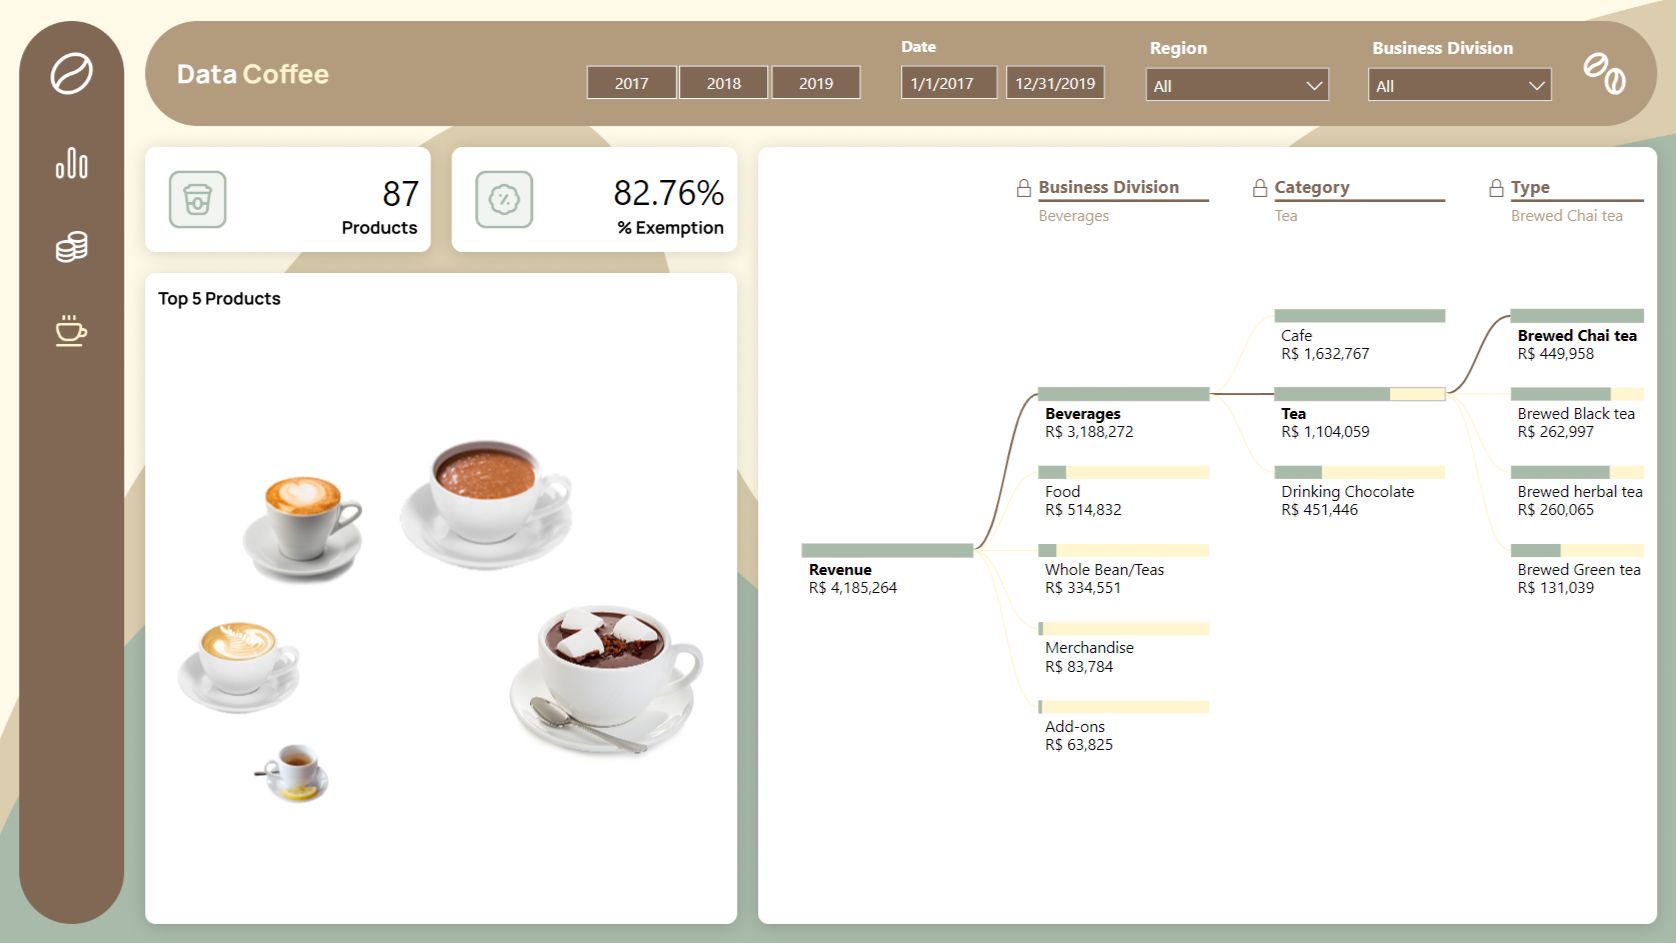 Data Coffee
2017
2018
2019
Date
1/1/2017
12/31/2019
Region
All
Business Division
All
87
Products
82.76%
% Exemption
Top 5 Products
Business Division
Beverages
Category
Tea
Type
Brewed Chai tea
Revenue
R$ 4,185,264
Beverages
R$ 3,188,272
Food
R$ 514,832
Whole Bean/Teas
R$ 334,551
Merchandise
R$ 83,784
Add-ons
R$ 63,825
Cafe
R$ 1,632,767
Tea
R$ 1,104,059
Drinking Chocolate
R$ 451,446
Brewed Chai tea
R$ 449,958
Brewed Black tea
R$ 262,997
Brewed herbal tea
R$ 260,065
Brewed Green tea
R$ 131,039